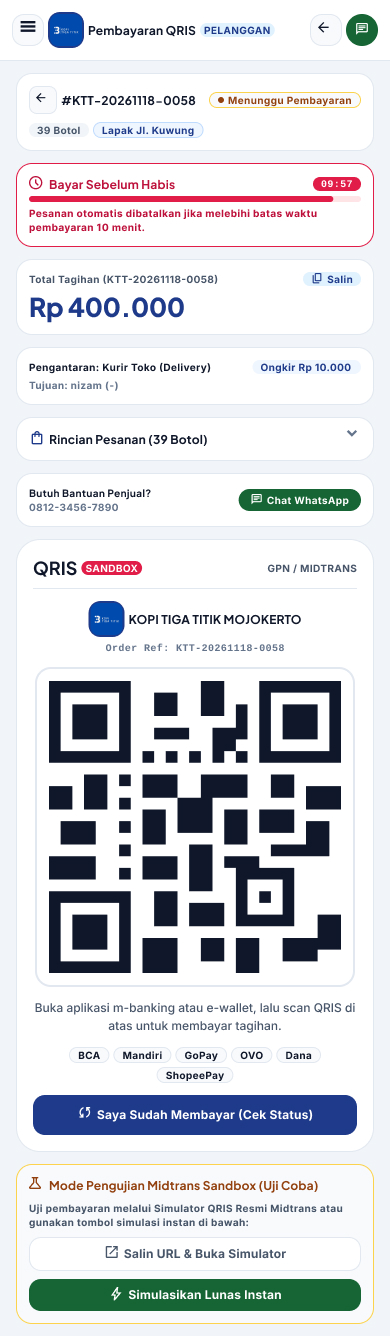 Pembayaran QRIS PELANGGAN
#KTT-20261118-0058 Menunggu Pembayaran
39 Botol Lapak Jl. Kuwung
Bayar Sebelum Habis 09:57
Pesanan otomatis dibatalkan jika melebihi batas waktu
pembayaran 10 menit.
Total Tagihan (KTT-20261118-0058) Salin
Rp 400.000
Pengantaran: Kurir Toko (Delivery) Ongkir Rp 10.000
Tujuan: nizam (-)
Rincian Pesanan (39 Botol)
Butuh Bantuan Penjual?
0812-3456-7890
Chat WhatsApp
QRIS SANDBOX GPN / MIDTRANS
KOPI TIGA TITIK MOJOKERTO
Order Ref: KTT-20261118-0058
Buka aplikasi m-banking atau e-wallet, lalu scan QRIS di
atas untuk membayar tagihan.
BCA Mandiri GoPay OVO Dana
ShopeePay
Saya Sudah Membayar (Cek Status)
Mode Pengujian Midtrans Sandbox (Uji Coba)
Uji pembayaran melalui Simulator QRIS Resmi Midtrans atau
gunakan tombol simulasi instan di bawah:
Salin URL & Buka Simulator
Simulasikan Lunas Instan